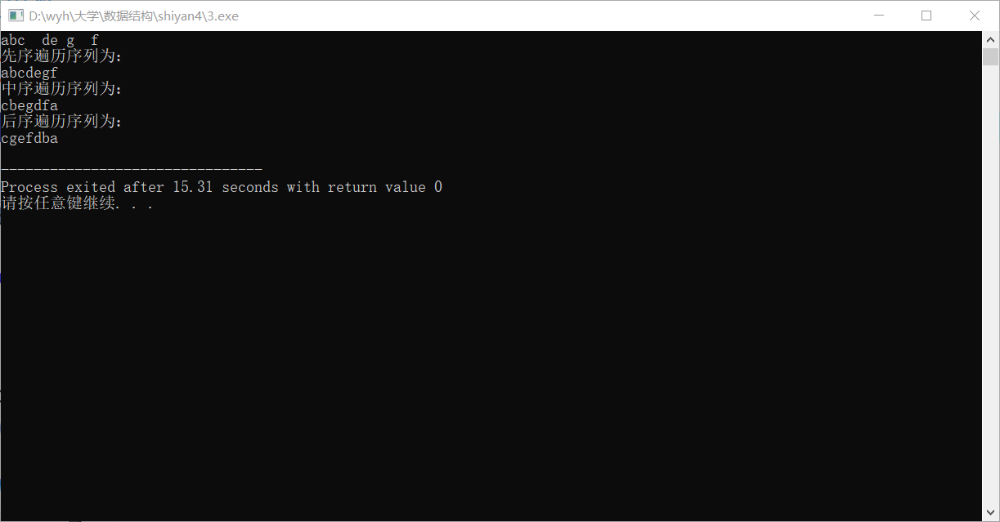 D:\wyh\大学\数据结构\shiyan4\3.exe
abc  de g  f
先序遍历序列为：
abcdegf
中序遍历序列为：
cbegdfa
后序遍历序列为：
cgefdba
--------------------------------
Process exited after 15.31 seconds with return value 0
请按任意键继续. . .